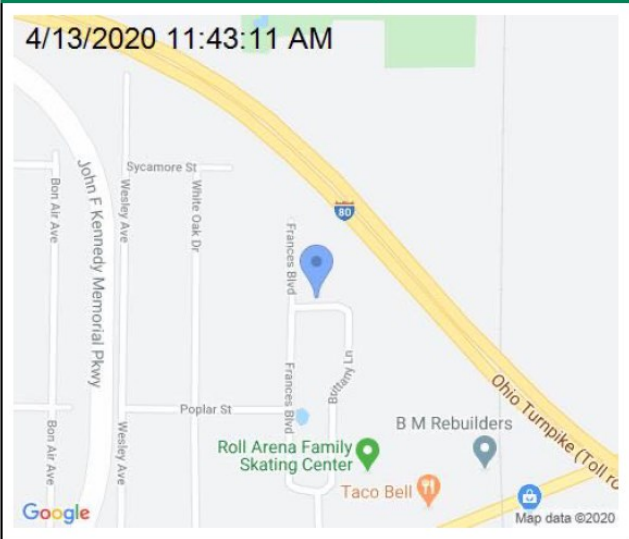 4/13/2020 11:43:11 AM
Sycamore St
John F Kennedy Memorial Pkwy
Bon Air Ave
Wesley Ave
White Oak Dr
80
Frances Blvd
Brittany Ln
Frances Blvd
Poplar St
Bon Air Ave
Wesley Ave
Roll Arena Family
Skating Center
B M Rebuilders
Ohio Turnpike (Toll ro
Taco Bell
Google
Map data ©2020